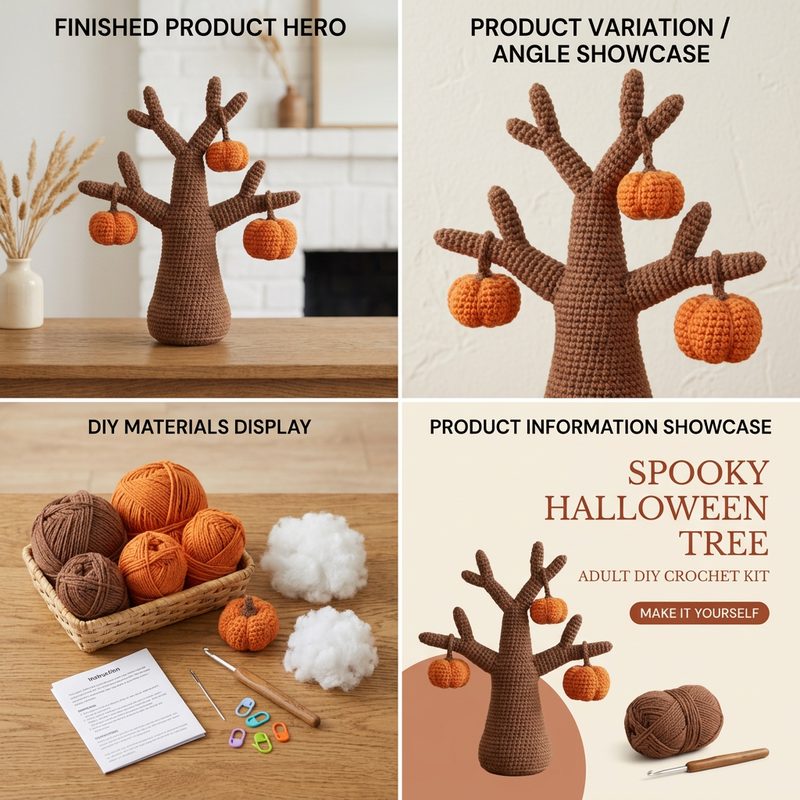 FINISHED PRODUCT HERO
PRODUCT VARIATION /
ANGLE SHOWCASE
DIY MATERIALS DISPLAY
Instruction
PRODUCT INFORMATION SHOWCASE
SPOOKY
HALLOWEEN
TREE
ADULT DIY CROCHET KIT
MAKE IT YOURSELF